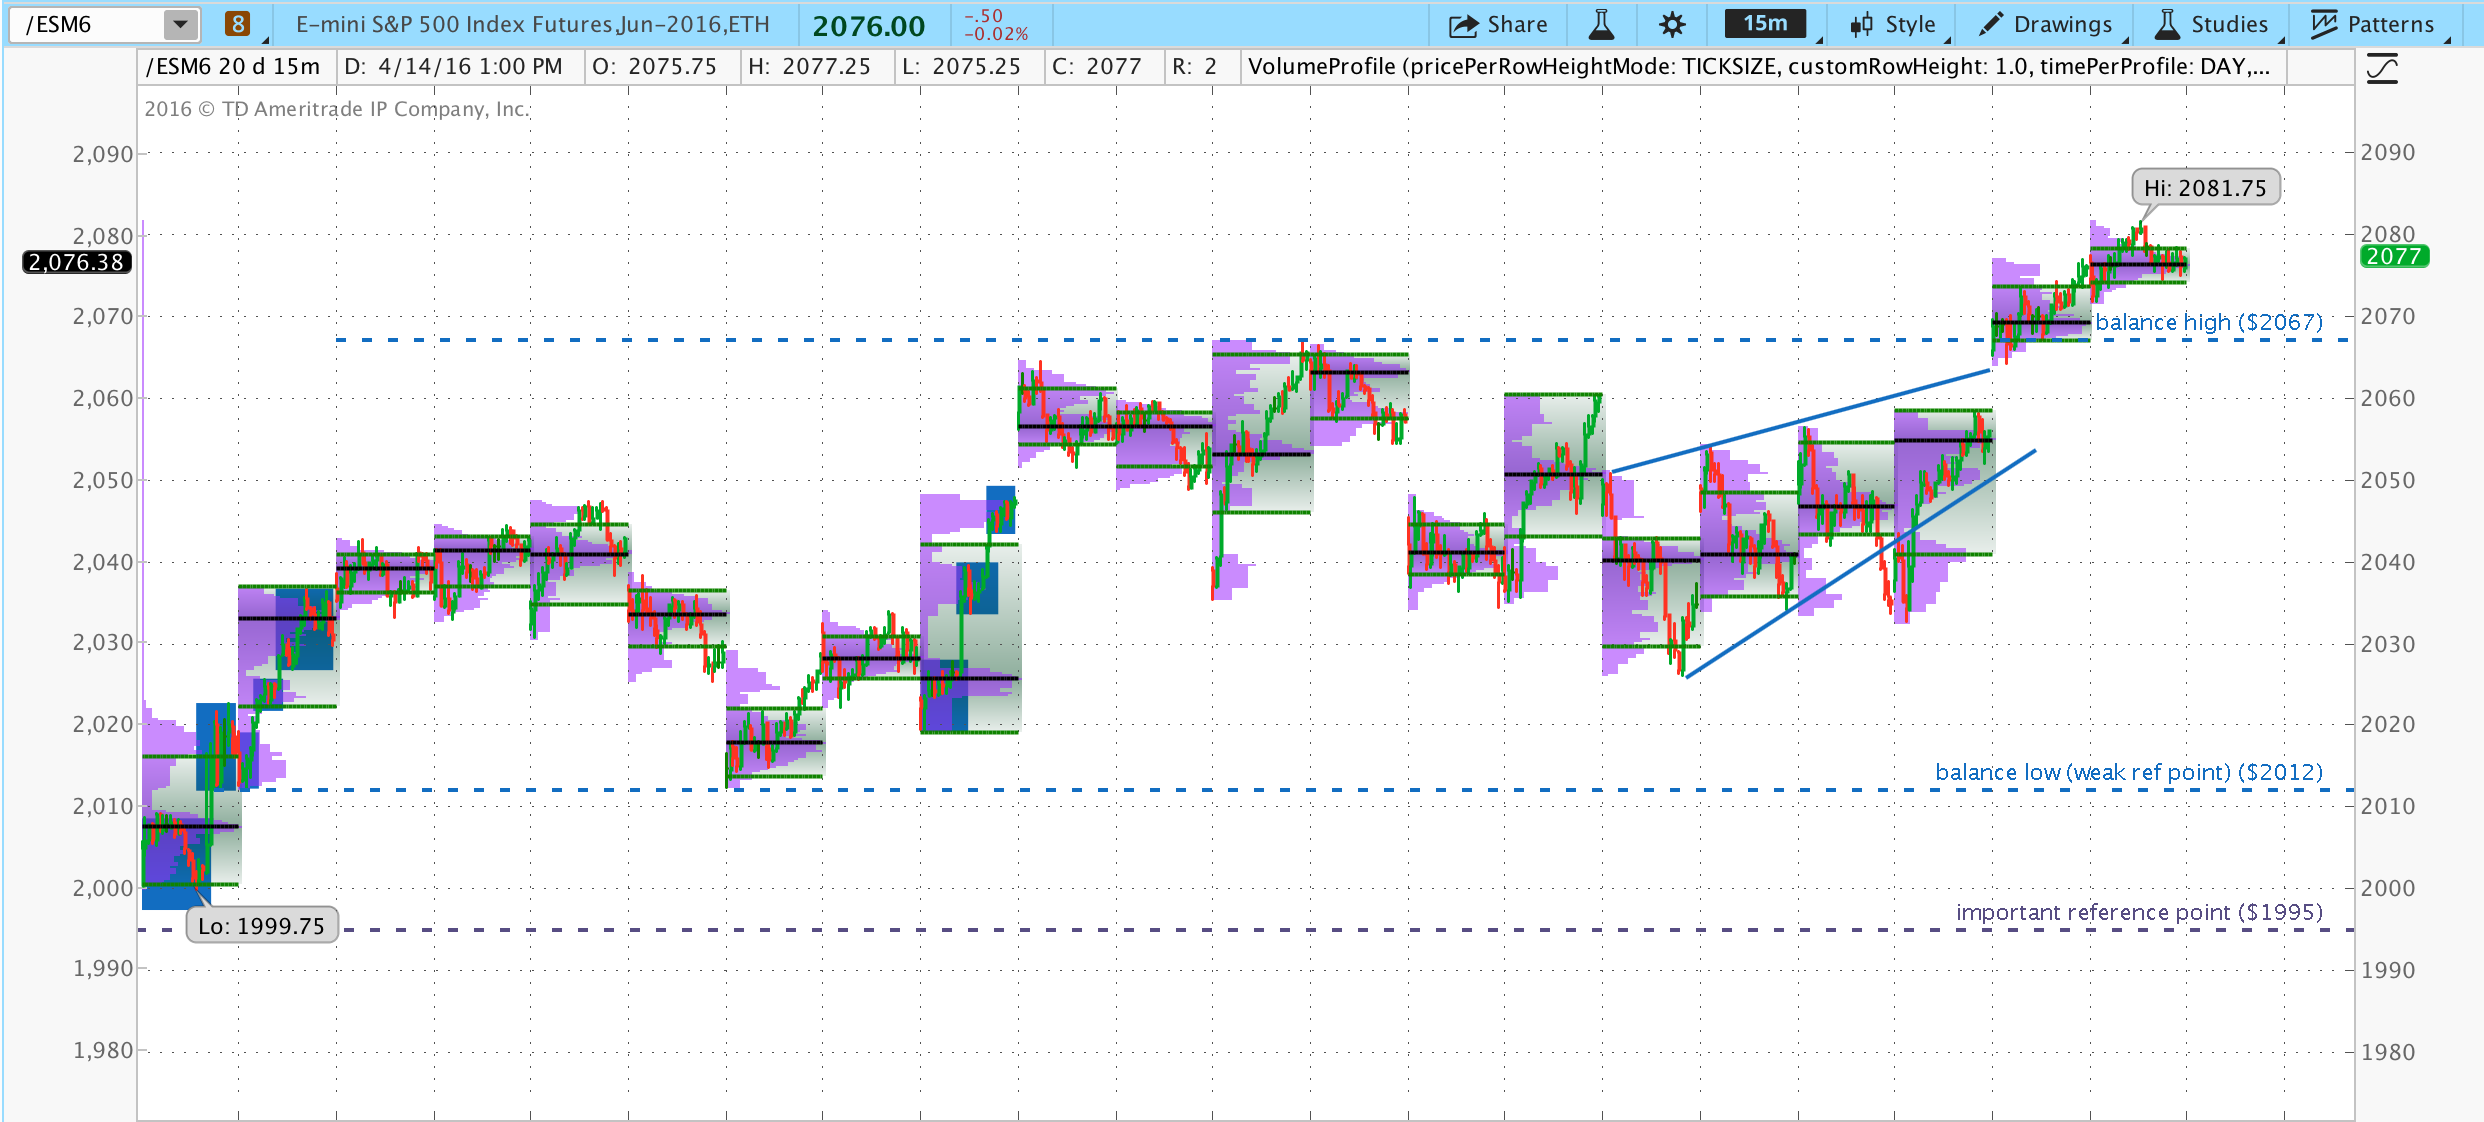 /ESM6 8 E-mini S&P 500 Index Futures,Jun-2016,ETH 2076.00 -.50 -0.02% Share 15m Style Drawings Studies Patterns
/ESM6 20 d 15m D: 4/14/16 1:00 PM O: 2075.75 H: 2077.25 L: 2075.25 C: 2077 R: 2 VolumeProfile (pricePerRowHeightMode: TICKSIZE, customRowHeight: 1.0, timePerProfile: DAY,...
2016 © TD Ameritrade IP Company, Inc.
2,090 2090
Hi: 2081.75
2,080 2080
2,076.38 2077
2,070 balance high ($2067) 2070
2,060 2060
2,050 2050
2,040 2040
2,030 2030
2,020 2020
balance low (weak ref point) ($2012)
2,010 2010
2,000 2000
important reference point ($1995)
Lo: 1999.75
1,990 1990
1,980 1980